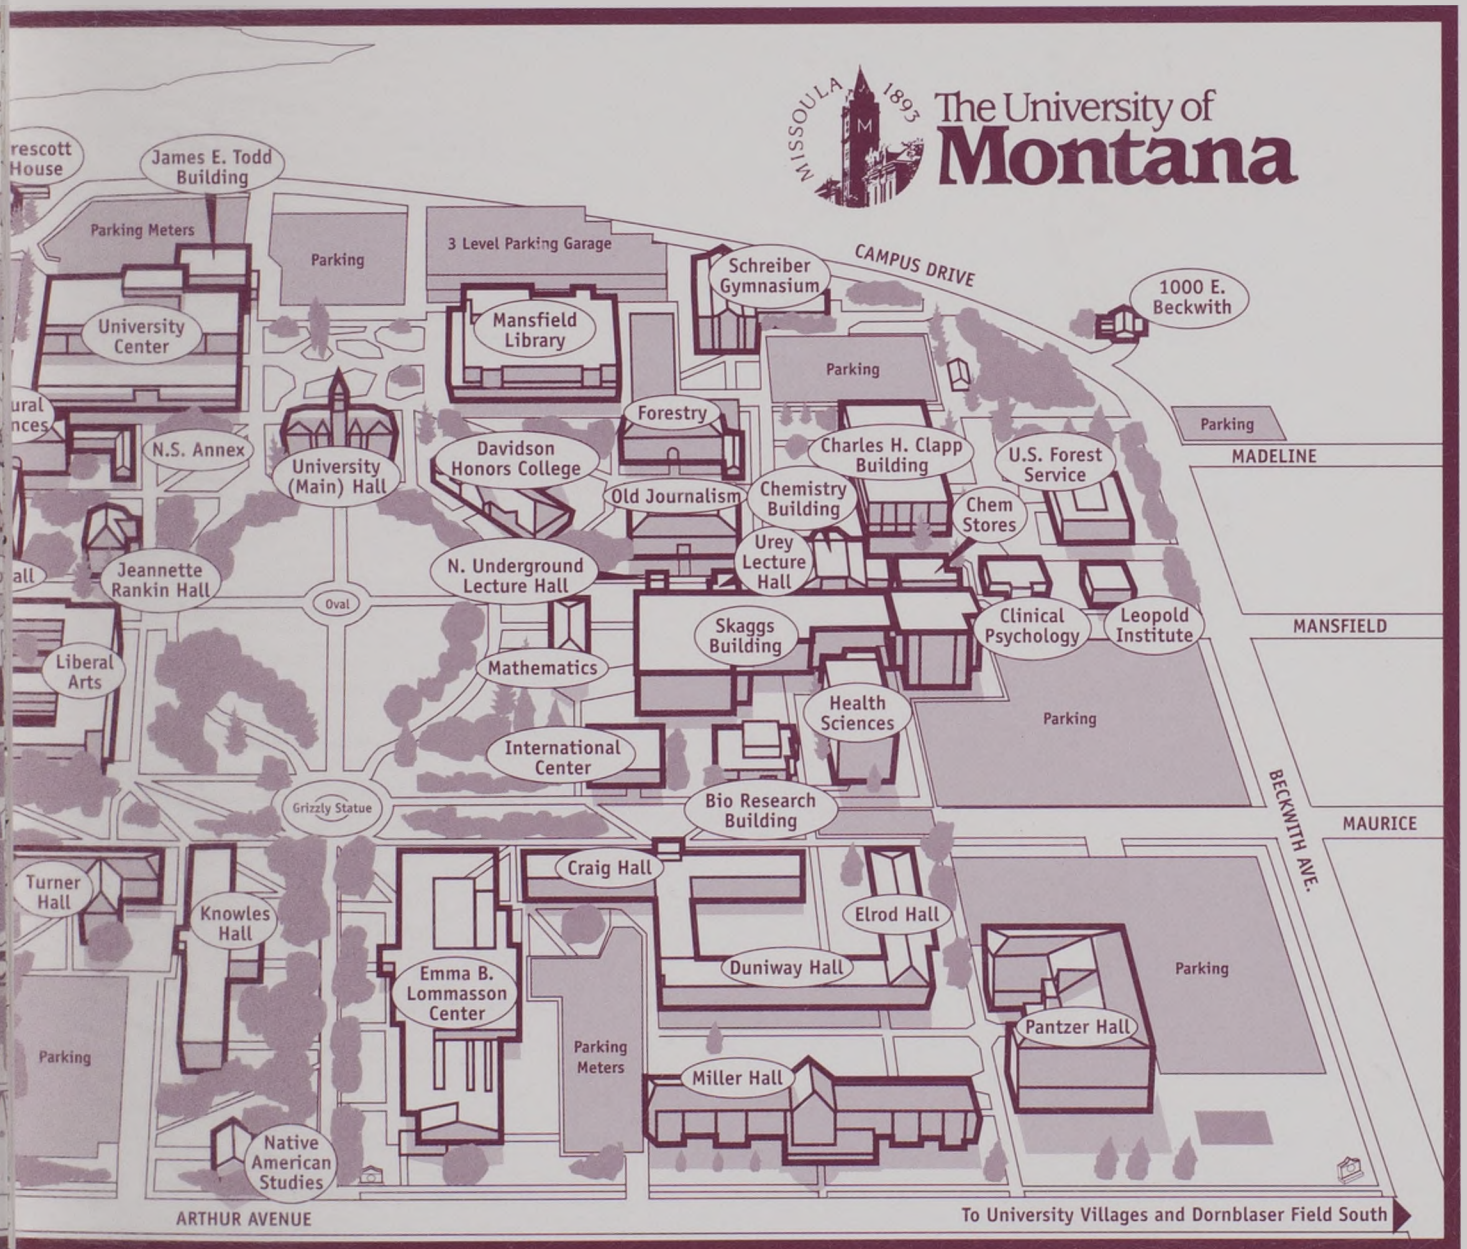 MISSOULA 1893
The University of
Montana
rescott
House
James E. Todd
Building
Parking Meters
Parking
3 Level Parking Garage
Schreiber
Gymnasium
CAMPUS DRIVE
1000 E.
Beckwith
University
Center
Mansfield
Library
Parking
Parking
ural
nces
N.S. Annex
University
(Main) Hall
Davidson
Honors College
Forestry
Charles H. Clapp
Building
U.S. Forest
Service
MADELINE
Old Journalism
Chemistry
Building
Chem
Stores
Urey
Lecture
Hall
N. Underground
Lecture Hall
all
Jeannette
Rankin Hall
Oval
Skaggs
Building
Clinical
Psychology
Leopold
Institute
MANSFIELD
Liberal
Arts
Mathematics
Health
Sciences
Parking
International
Center
Grizzly Statue
Bio Research
Building
BECKWITH AVE.
MAURICE
Turner
Hall
Knowles
Hall
Craig Hall
Elrod Hall
Emma B.
Lommasson
Center
Duniway Hall
Parking
Pantzer Hall
Parking
Parking
Meters
Miller Hall
Native
American
Studies
ARTHUR AVENUE
To University Villages and Dornblaser Field South